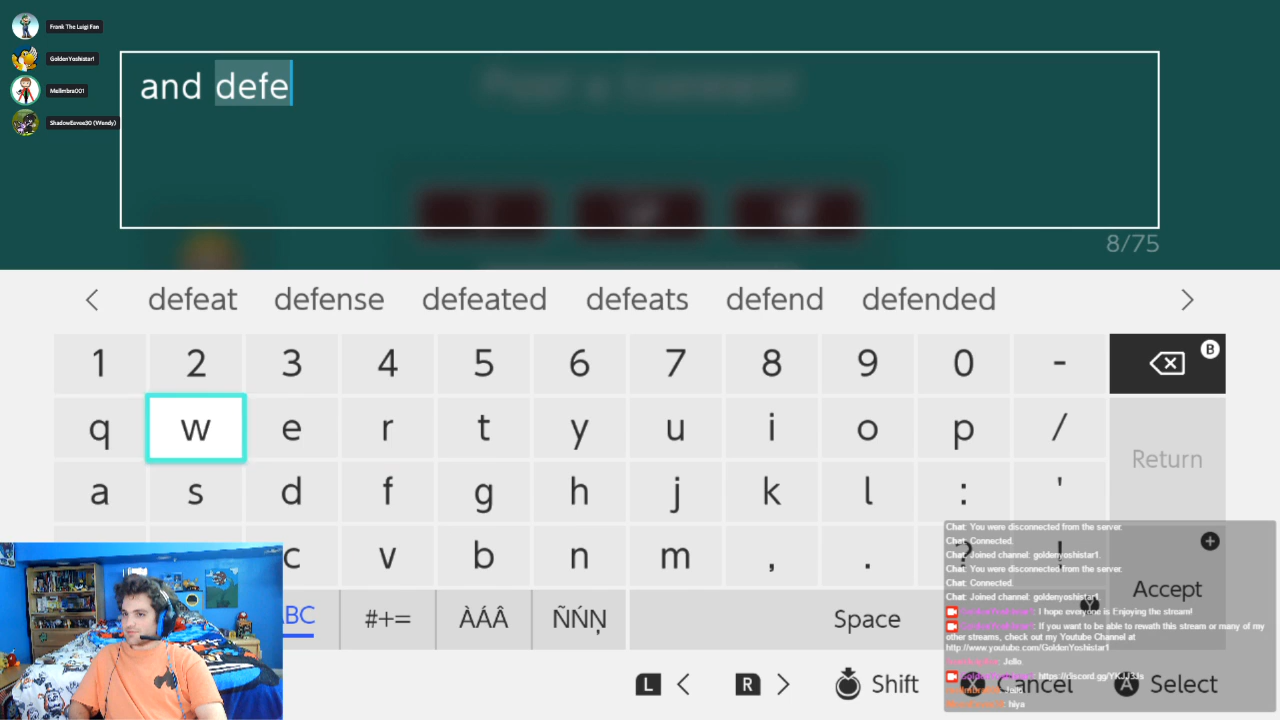 Frank The Luigi Fan
GoldenYoshistar1
Mellmbra001
ShadowEevee30 (Wendy)
and defe
8/75
defeat defense defeated defeats defend defended
1 2 3 4 5 6 7 8 9 0 -
B
q w e r t y u i o p /
Return
a s d f g h j k l : '
c v b n m , . ? !
Accept
ABC #+= ÀÁÂ ÑŃŅ Space
L R Shift Cancel A Select
Chat: You were disconnected from the server.
Chat: Connected.
Chat: Joined channel: goldenyoshistar1.
Chat: You were disconnected from the server.
Chat: Connected.
Chat: Joined channel: goldenyoshistar1.
: I hope everyone is Enjoying the stream!
: If you want to be able to rewath this stream or many of my
other streams, check out my Youtube Channel at
http://www.youtube.com/GoldenYoshistar1
: Jello
: https://discord.gg/
: hiya